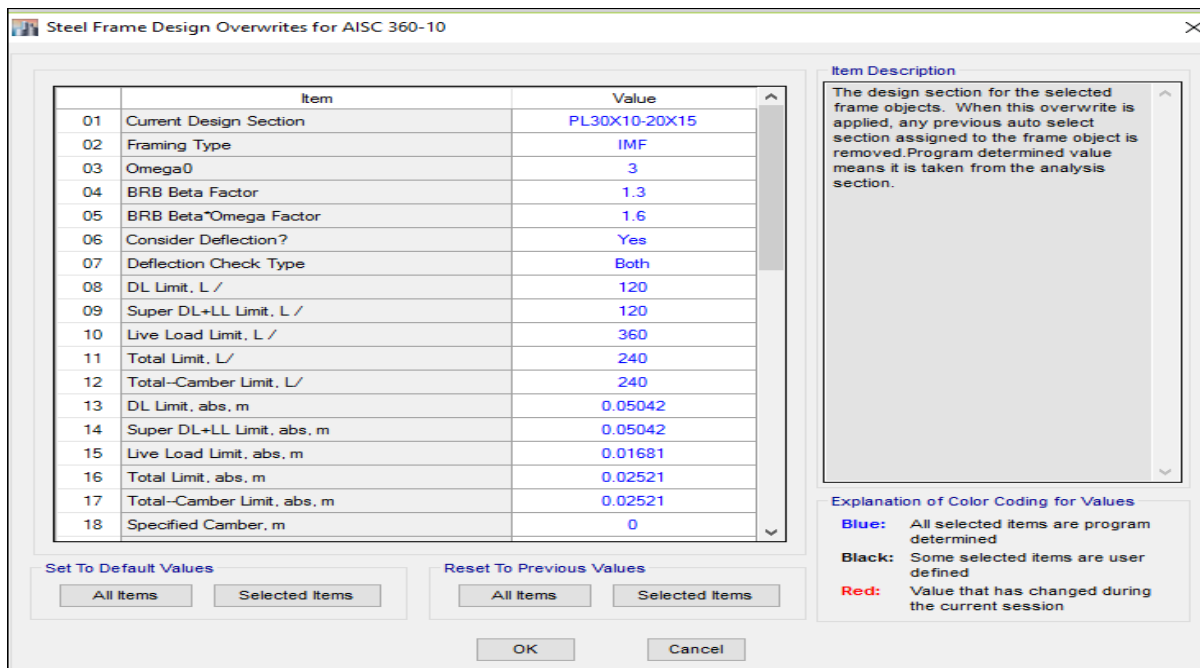 Steel Frame Design Overwrites for AISC 360-10
Item Value
01 Current Design Section PL30X10-20X15
02 Framing Type IMF
03 Omega0 3
04 BRB Beta Factor 1.3
05 BRB Beta*Omega Factor 1.6
06 Consider Deflection? Yes
07 Deflection Check Type Both
08 DL Limit, L / 120
09 Super DL+LL Limit, L / 120
10 Live Load Limit, L / 360
11 Total Limit, L/ 240
12 Total--Camber Limit, L/ 240
13 DL Limit, abs, m 0.05042
14 Super DL+LL Limit, abs, m 0.05042
15 Live Load Limit, abs, m 0.01681
16 Total Limit, abs, m 0.02521
17 Total--Camber Limit, abs, m 0.02521
18 Specified Camber, m 0
Set To Default Values
All Items Selected Items
Reset To Previous Values
All Items Selected Items
Item Description
The design section for the selected
frame objects. When this overwrite is
applied, any previous auto select
section assigned to the frame object is
removed.Program determined value
means it is taken from the analysis
section.
Explanation of Color Coding for Values
Blue: All selected items are program
determined
Black: Some selected items are user
defined
Red: Value that has changed during
the current session
OK Cancel